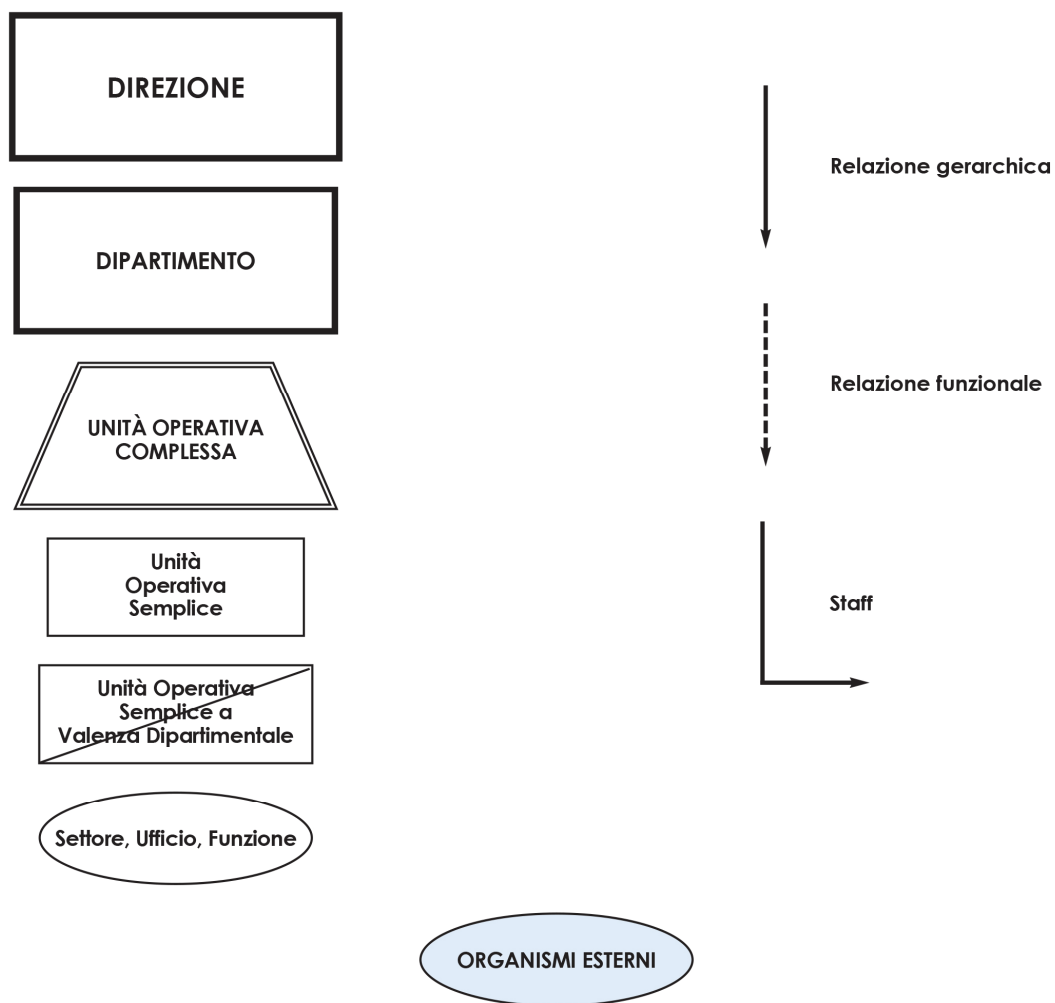 DIREZIONE
Relazione gerarchica
DIPARTIMENTO
Relazione funzionale
UNITÀ OPERATIVA
COMPLESSA
Unità
Operativa
Semplice
Staff
Unità Operativa
Semplice a
Valenza Dipartimentale
Settore, Ufficio, Funzione
ORGANISMI ESTERNI